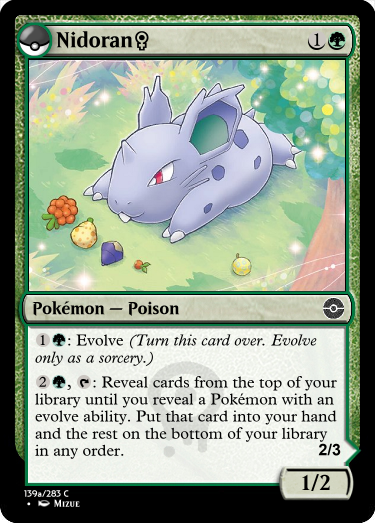 Nidoran♀ 1
Pokémon — Poison
1: Evolve (Turn this card over. Evolve
only as a sorcery.)
2, : Reveal cards from the top of your
library until you reveal a Pokémon with an
evolve ability. Put that card into your hand
and the rest on the bottom of your library
in any order.
2/3
1/2
139a/283 C
• Mizue